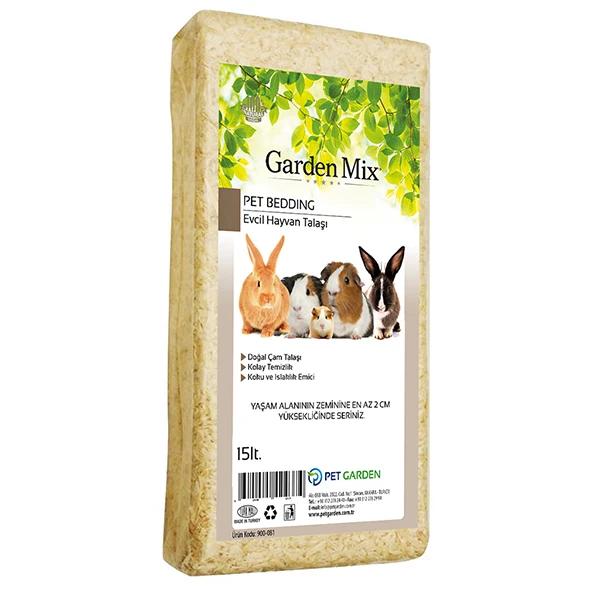 Garden Mix
PET BEDDING
Evcil Hayvan Talaşı
Doğal Çam Talaşı
Kolay Temizlik
Koku ve Islaklık Emici
YAŞAM ALANININ ZEMİNİNE EN AZ 2 CM
YÜKSEKLİĞİNDE SERİNİZ.
15lt.
PET GARDEN
www.petgarden.com.tr
MADE IN TURKEY
Ürün Kodu: 900-081